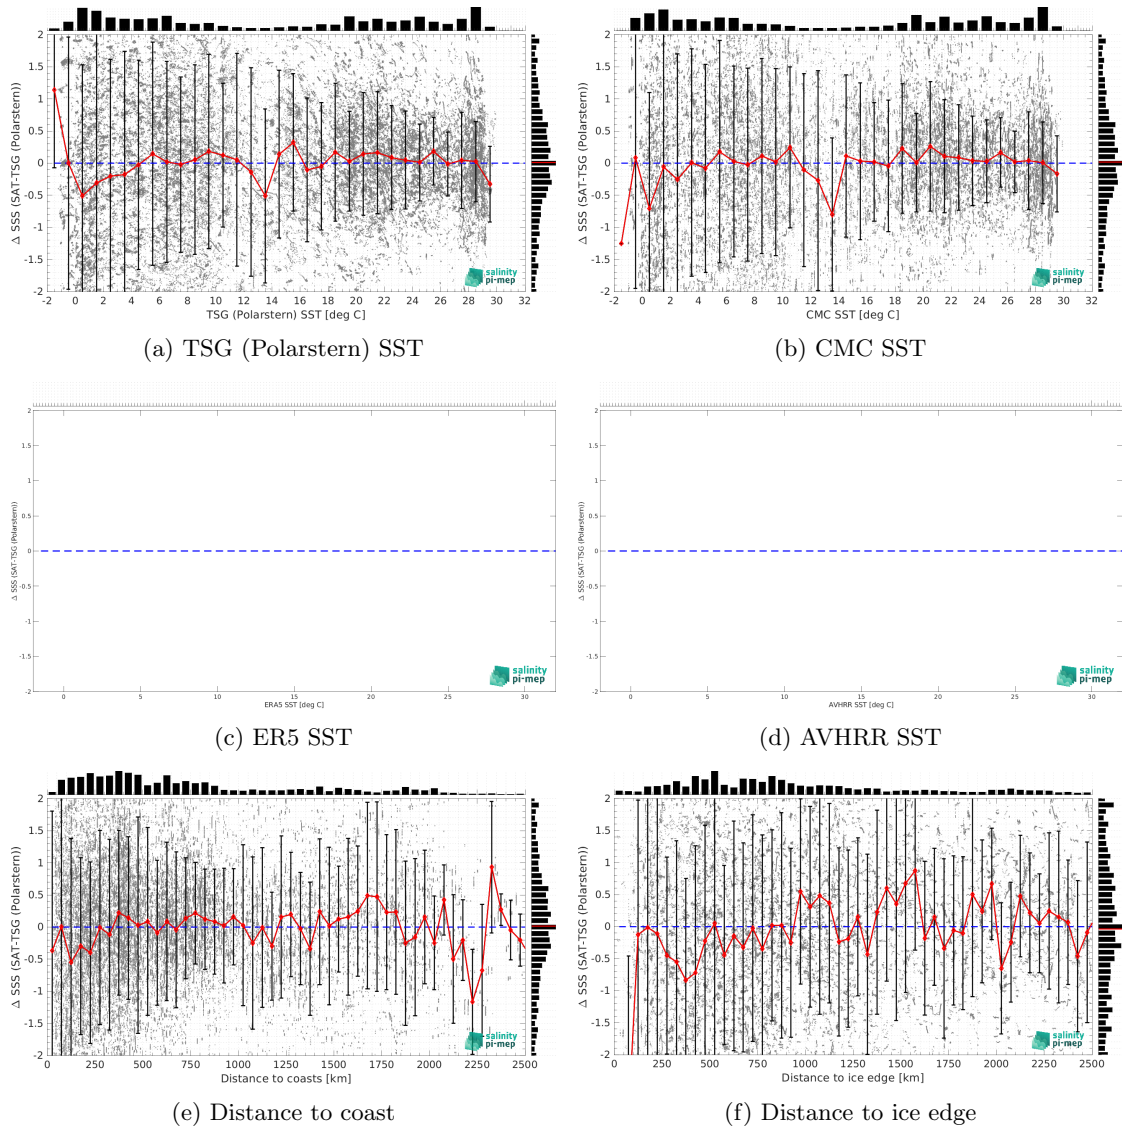 2
1.5
1
0.5
0
-0.5
-1
-1.5
-2
Δ SSS (SAT-TSG (Polarstern))
-2 0 2 4 6 8 10 12 14 16 18 20 22 24 26 28 30 32
TSG (Polarstern) SST [deg C]
salinity
pi-mep
(a) TSG (Polarstern) SST
2
1.5
1
0.5
0
-0.5
-1
-1.5
-2
Δ SSS (SAT-TSG (Polarstern))
-2 0 2 4 6 8 10 12 14 16 18 20 22 24 26 28 30 32
CMC SST [deg C]
salinity
pi-mep
(b) CMC SST
2
1.5
1
0.5
0
-0.5
-1
-1.5
-2
Δ SSS (SAT-TSG (Polarstern))
0 5 10 15 20 25 30
ERA5 SST [deg C]
salinity
pi-mep
(c) ER5 SST
2
1.5
1
0.5
0
-0.5
-1
-1.5
-2
Δ SSS (SAT-TSG (Polarstern))
0 5 10 15 20 25 30
AVHRR SST [deg C]
salinity
pi-mep
(d) AVHRR SST
2
1.5
1
0.5
0
-0.5
-1
-1.5
-2
Δ SSS (SAT-TSG (Polarstern))
0 250 500 750 1000 1250 1500 1750 2000 2250 2500
Distance to coasts [km]
salinity
pi-mep
(e) Distance to coast
2
1.5
1
0.5
0
-0.5
-1
-1.5
-2
Δ SSS (SAT-TSG (Polarstern))
0 250 500 750 1000 1250 1500 1750 2000 2250 2500
Distance to ice edge [km]
salinity
pi-mep
(f) Distance to ice edge